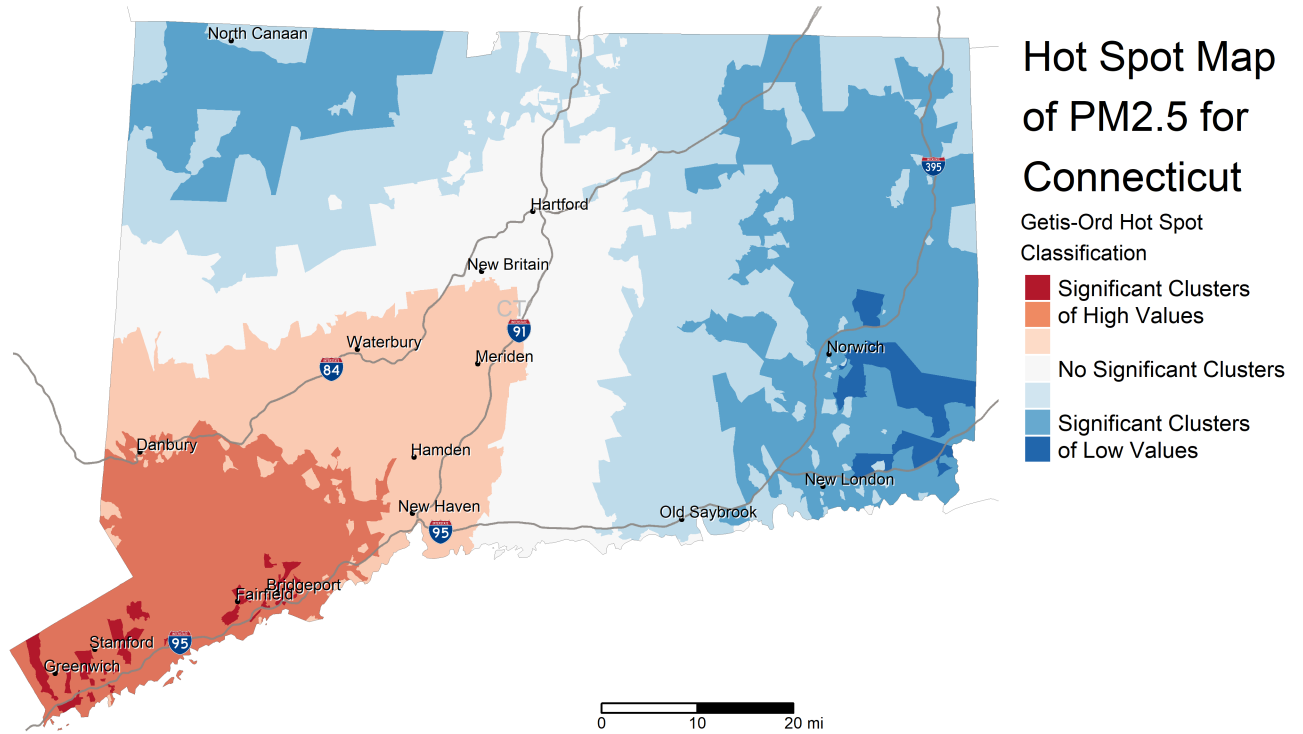 Hot Spot Map
of PM2.5 for
Connecticut
Getis-Ord Hot Spot
Classification
Significant Clusters
of High Values
No Significant Clusters
Significant Clusters
of Low Values
North Canaan
395
Hartford
New Britain
CT
91
Waterbury
Norwich
Meriden
84
Danbury
Hamden
New London
New Haven
Old Saybrook
95
Bridgeport
Fairfield
Stamford
95
Greenwich
0 10 20 mi